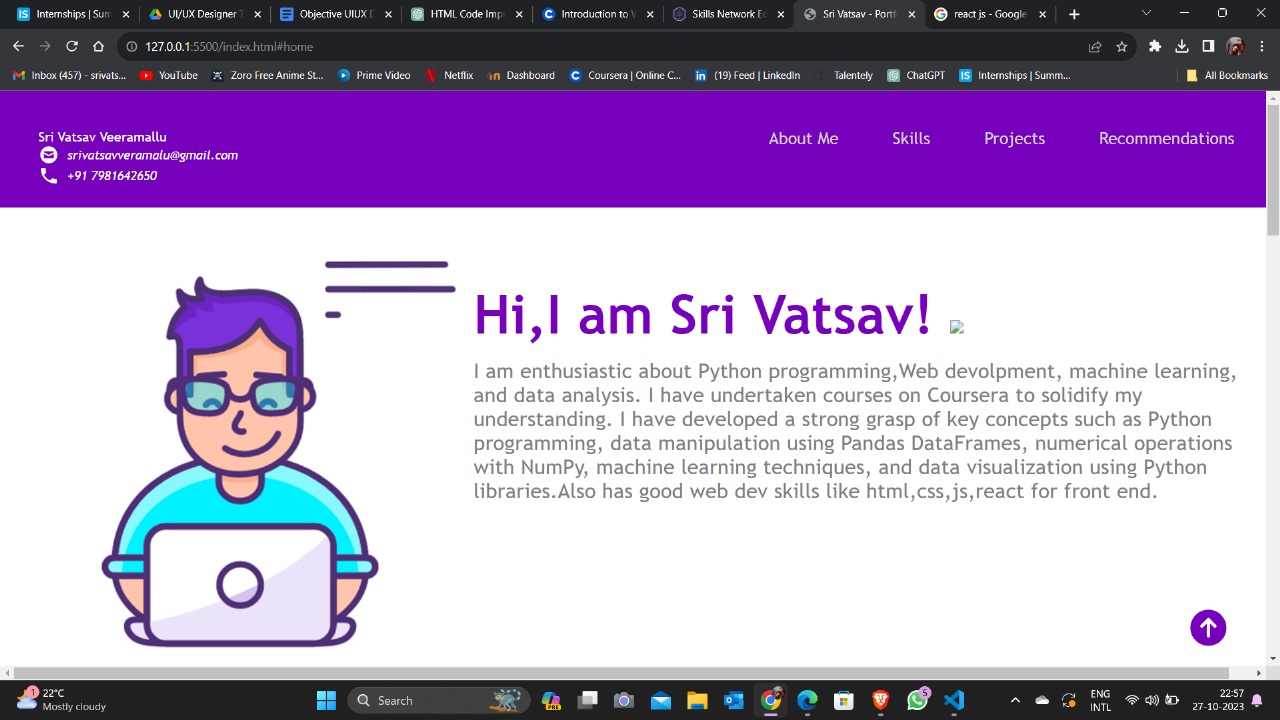 Internships | Sum
UI/UX Designer T
Objective UIUX D
HTML Code Imp
Introduction to W
Skills Network Ed
Sri Vatsav - Portf
react js - Google
127.0.0.1:5500/index.html#home
Inbox (457) - srivats...
YouTube
Zoro Free Anime St...
Prime Video
Netflix
Dashboard
Coursera | Online C...
(19) Feed | LinkedIn
Talentely
ChatGPT
Internships | Summ...
All Bookmarks
Sri Vatsav Veeramallu
srivatsavveramalu@gmail.com
+91 7981642650
About Me
Skills
Projects
Recommendations
Hi,I am Sri Vatsav!
I am enthusiastic about Python programming,Web devolpment, machine learning,
and data analysis. I have undertaken courses on Coursera to solidify my
understanding. I have developed a strong grasp of key concepts such as Python
programming, data manipulation using Pandas DataFrames, numerical operations
with NumPy, machine learning techniques, and data visualization using Python
libraries.Also has good web dev skills like html,css,js,react for front end.
1
22°C
Mostly cloudy
Search
PRE
5
ENG
INTL
22:57
27-10-2023